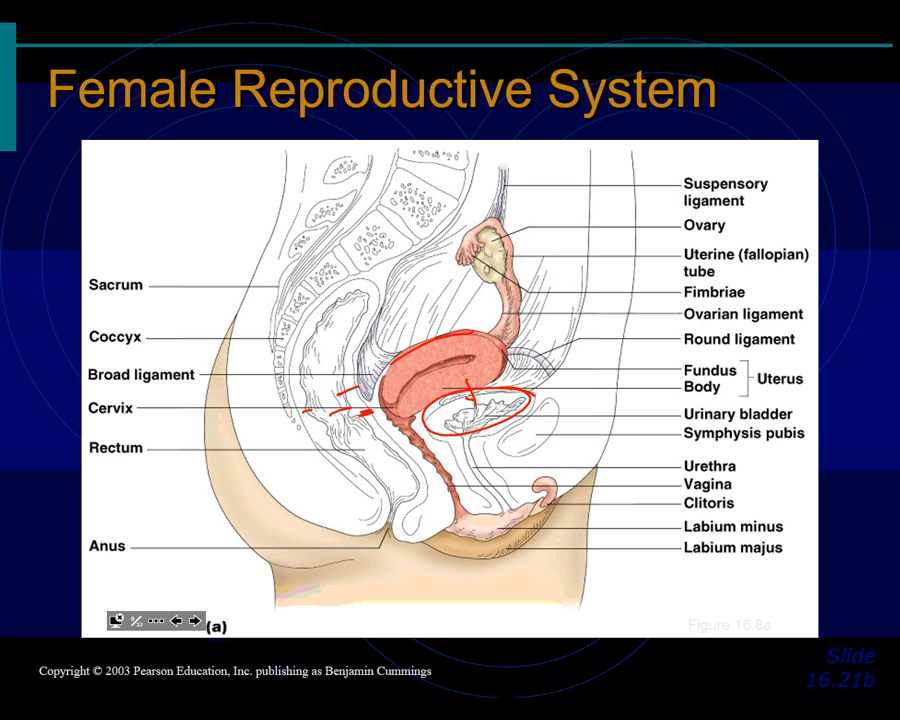 Female Reproductive System
Sacrum
Coccyx
Broad ligament
Cervix
Rectum
Anus
Suspensory
ligament
Ovary
Uterine (fallopian)
tube
Fimbriae
Ovarian ligament
Round ligament
Fundus
Body
Uterus
Urinary bladder
Symphysis pubis
Urethra
Vagina
Clitoris
Labium minus
Labium majus
(a)
Figure 16.8a
Copyright © 2003 Pearson Education, Inc. publishing as Benjamin Cummings
Slide
16.21b